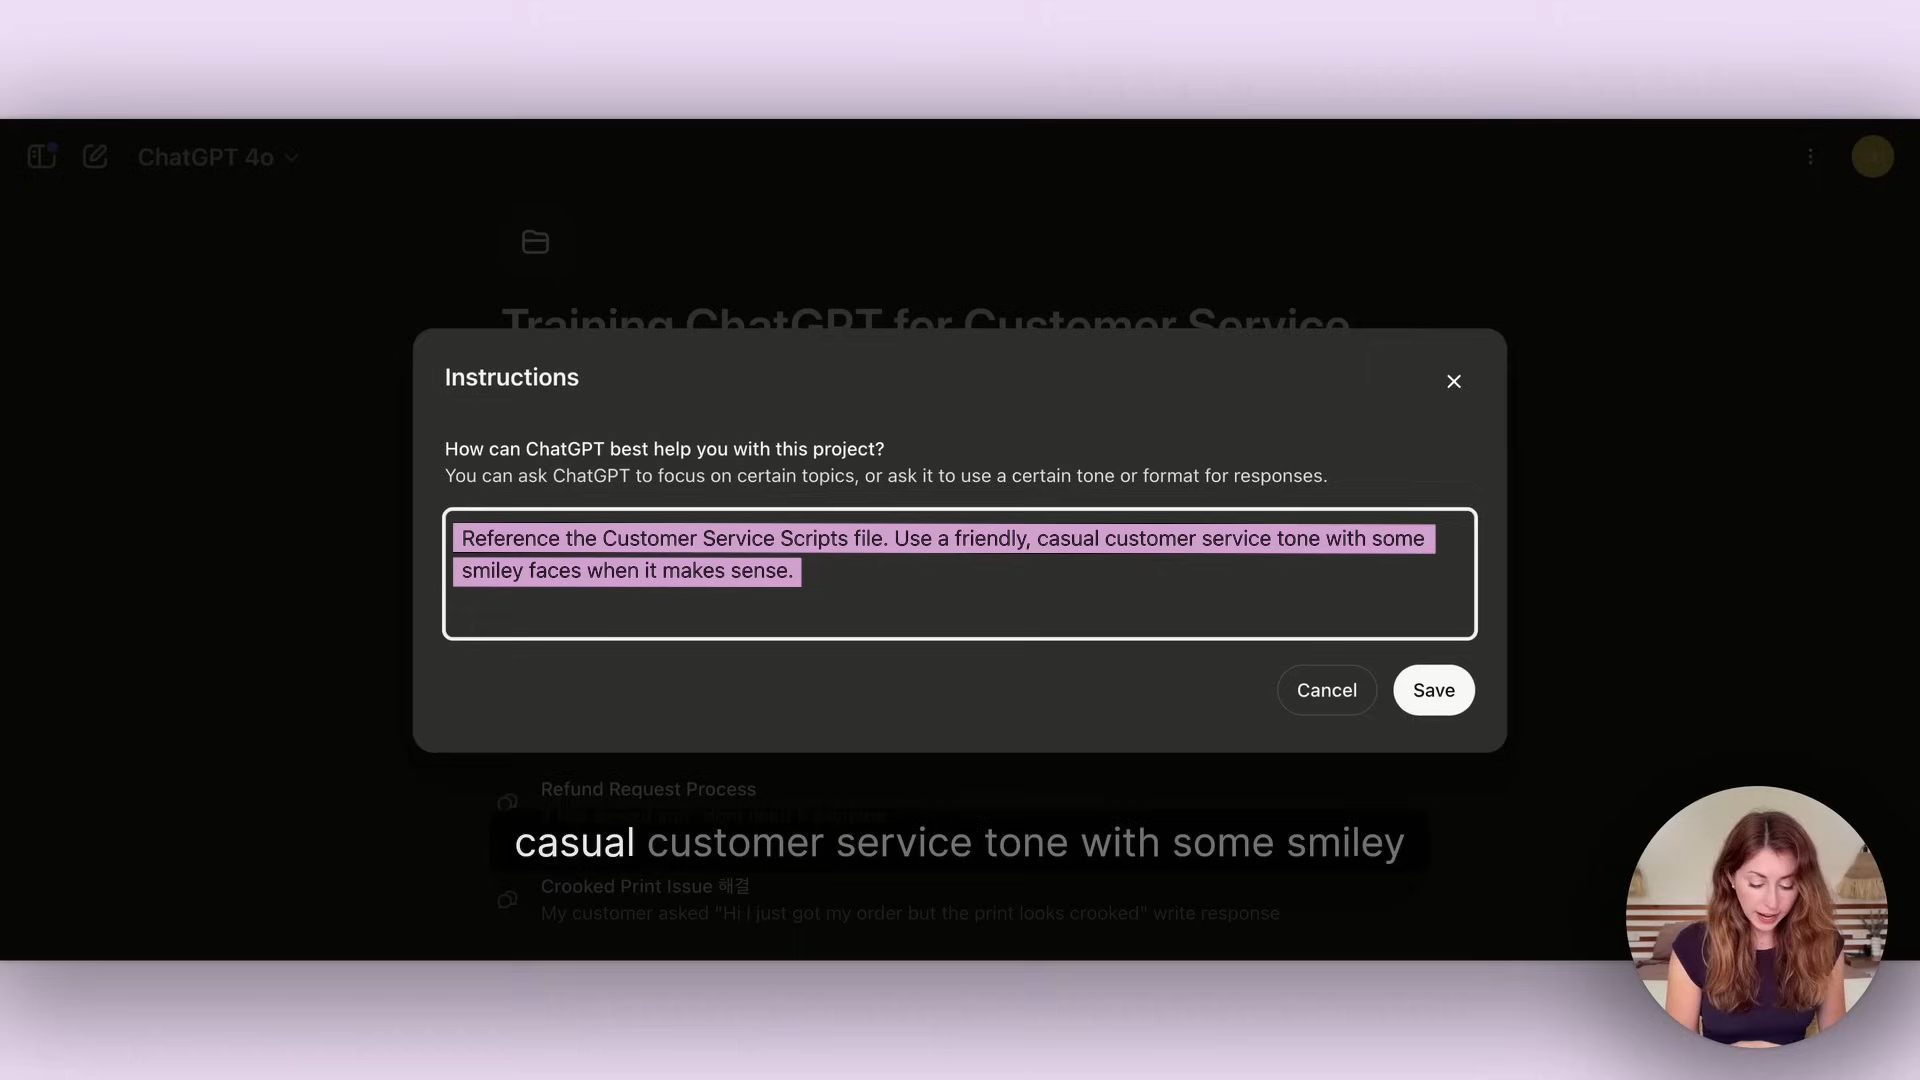 ChatGPT 4o
Training ChatGPT for Customer Service
Instructions
How can ChatGPT best help you with this project?
You can ask ChatGPT to focus on certain topics, or ask it to use a certain tone or format for responses.
Reference the Customer Service Scripts file. Use a friendly, casual customer service tone with some
smiley faces when it makes sense.
Cancel
Save
Refund Request Process
casual customer service tone with some smiley
Crooked Print Issue 해결
My customer asked "Hi I just got my order but the print looks crooked" write response